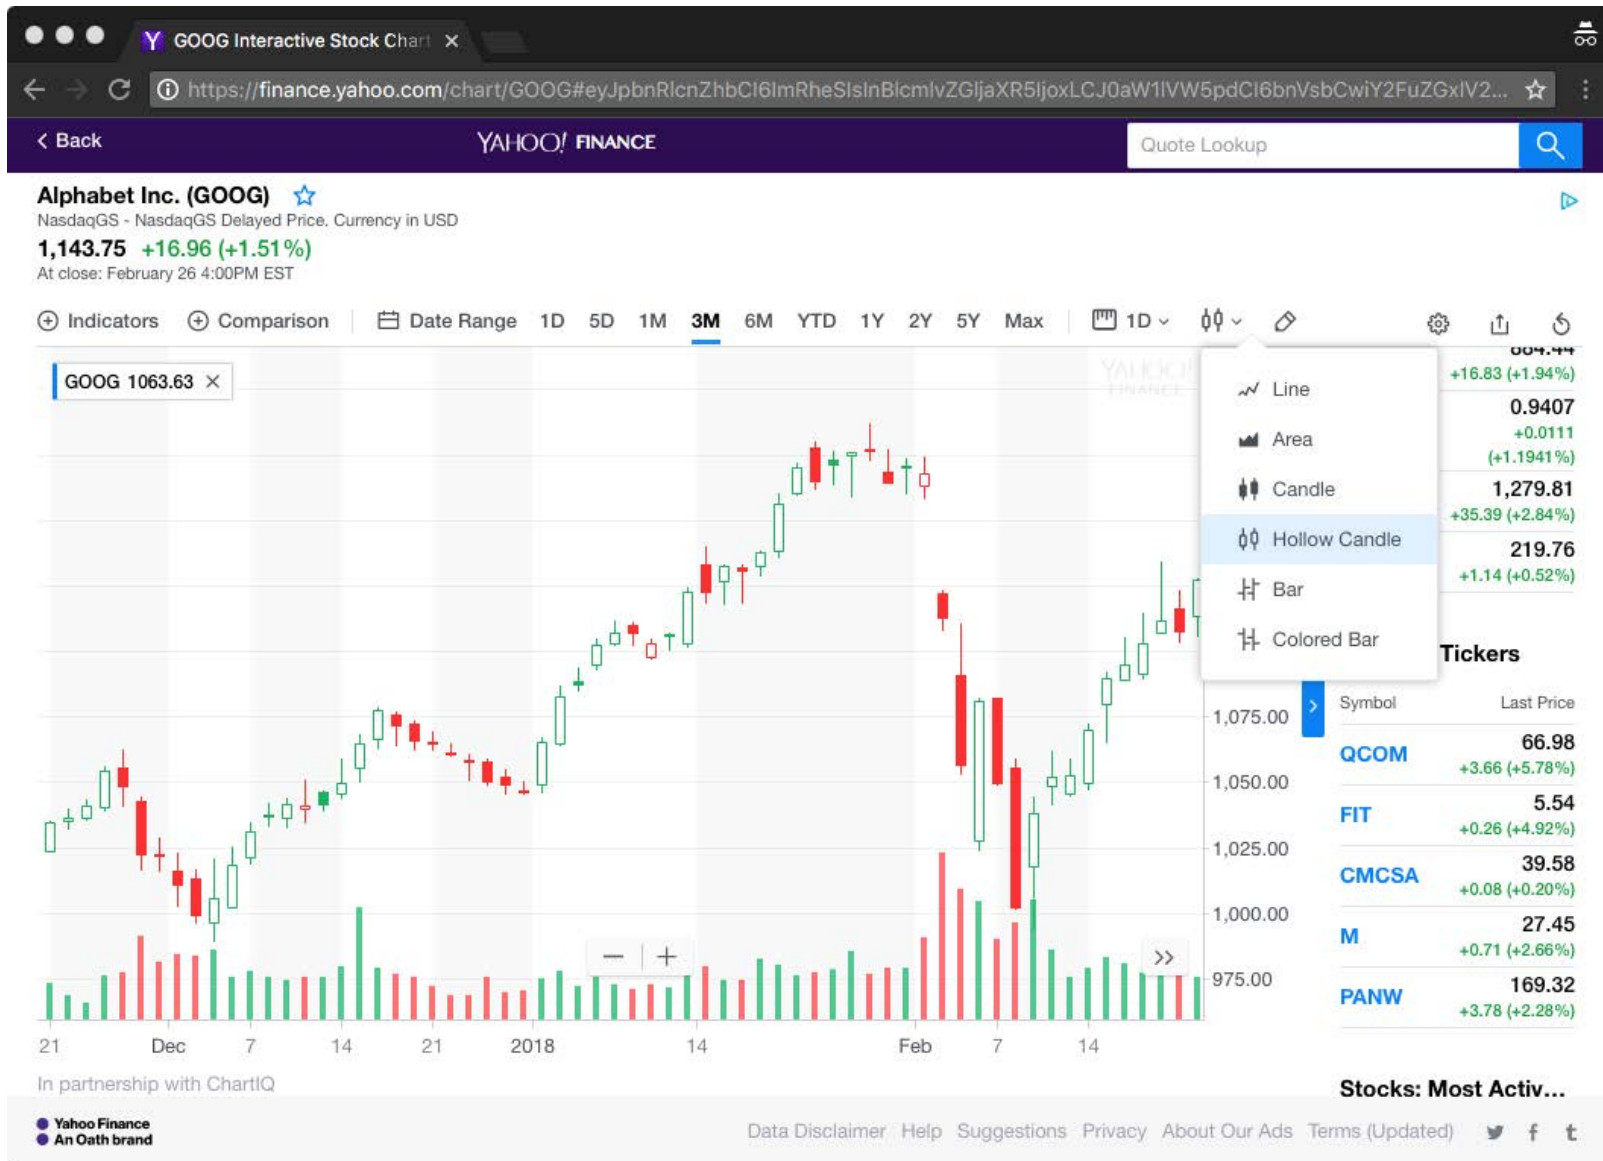 GOOG Interactive Stock Chart
https://finance.yahoo.com/chart/GOOG#eyJpbnRlcnZhbCI6ImRheSIsInBlcmlvZGljaXR5IjoxLCJ0aW1lVW5pdCI6bnVsbCwiY2FuZGxlV2...
Back
YAHOO! FINANCE
Quote Lookup
Alphabet Inc. (GOOG)
NasdaqGS - NasdaqGS Delayed Price. Currency in USD
1,143.75 +16.96 (+1.51%)
At close: February 26 4:00PM EST
Indicators Comparison Date Range 1D 5D 1M 3M 6M YTD 1Y 2Y 5Y Max 1D
GOOG 1063.63
YAHOO!
FINANCE
Line
Area
Candle
Hollow Candle
Bar
Colored Bar
+16.83 (+1.94%)
0.9407
+0.0111
(+1.1941%)
1,279.81
+35.39 (+2.84%)
219.76
+1.14 (+0.52%)
Tickers
Symbol Last Price
QCOM 66.98
+3.66 (+5.78%)
FIT 5.54
+0.26 (+4.92%)
CMCSA 39.58
+0.08 (+0.20%)
M 27.45
+0.71 (+2.66%)
PANW 169.32
+3.78 (+2.28%)
Stocks: Most Activ...
1,075.00
1,050.00
1,025.00
1,000.00
975.00
21 Dec 7 14 21 2018 14 Feb 7 14
In partnership with ChartIQ
Yahoo Finance
An Oath brand
Data Disclaimer Help Suggestions Privacy About Our Ads Terms (Updated)